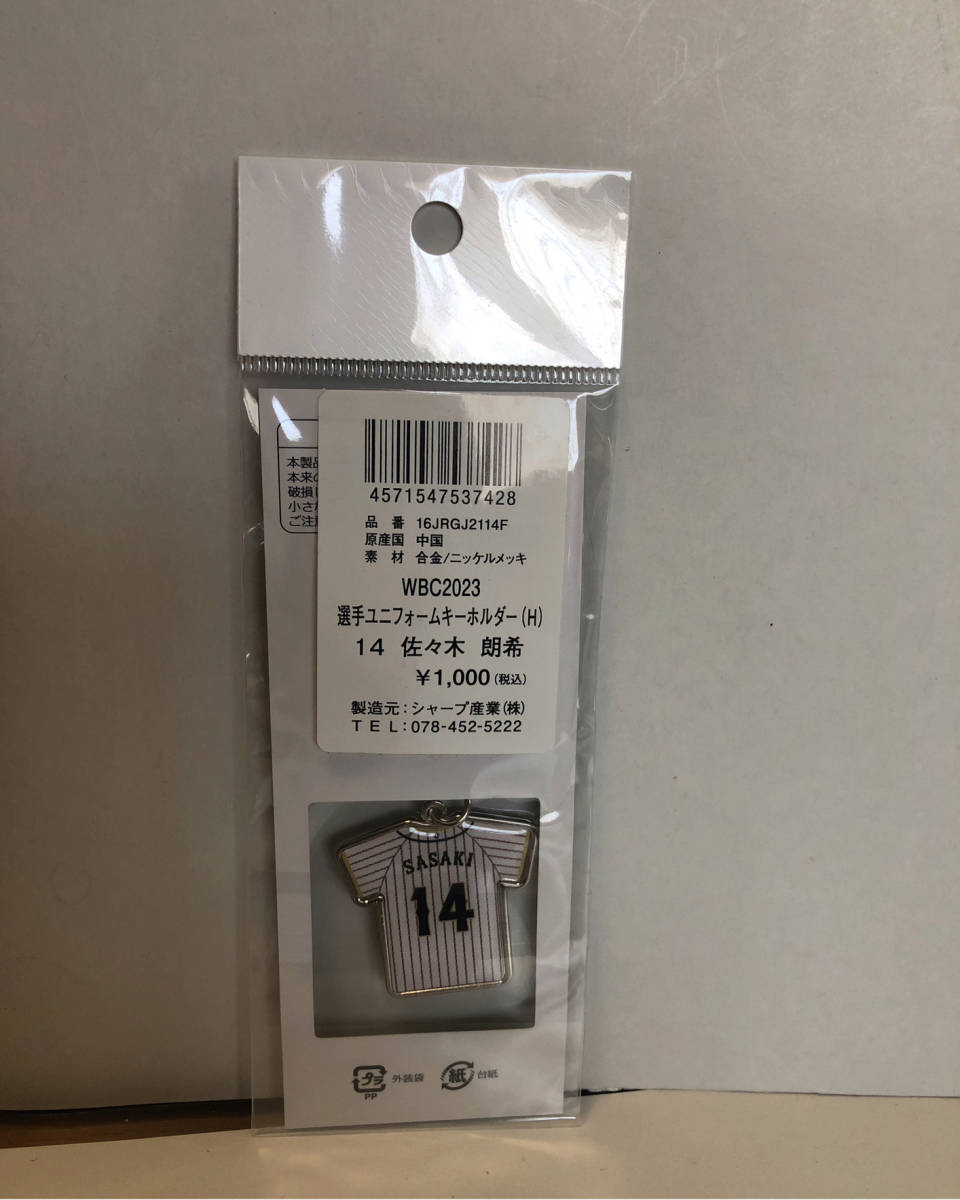 本製品
本来の
破損し
小さな
ご注意
4571547537428
品 番 16JRGJ2114F
原産国 中国
素 材 合金/ニッケルメッキ
WBC2023
選手ユニフォームキーホルダー(H)
14 佐々木 朗希
¥1,000(税込)
製造元:シャープ産業(株)
TEL:078-452-5222
SASAKI
14
プラ 外装袋 紙 台紙
PP